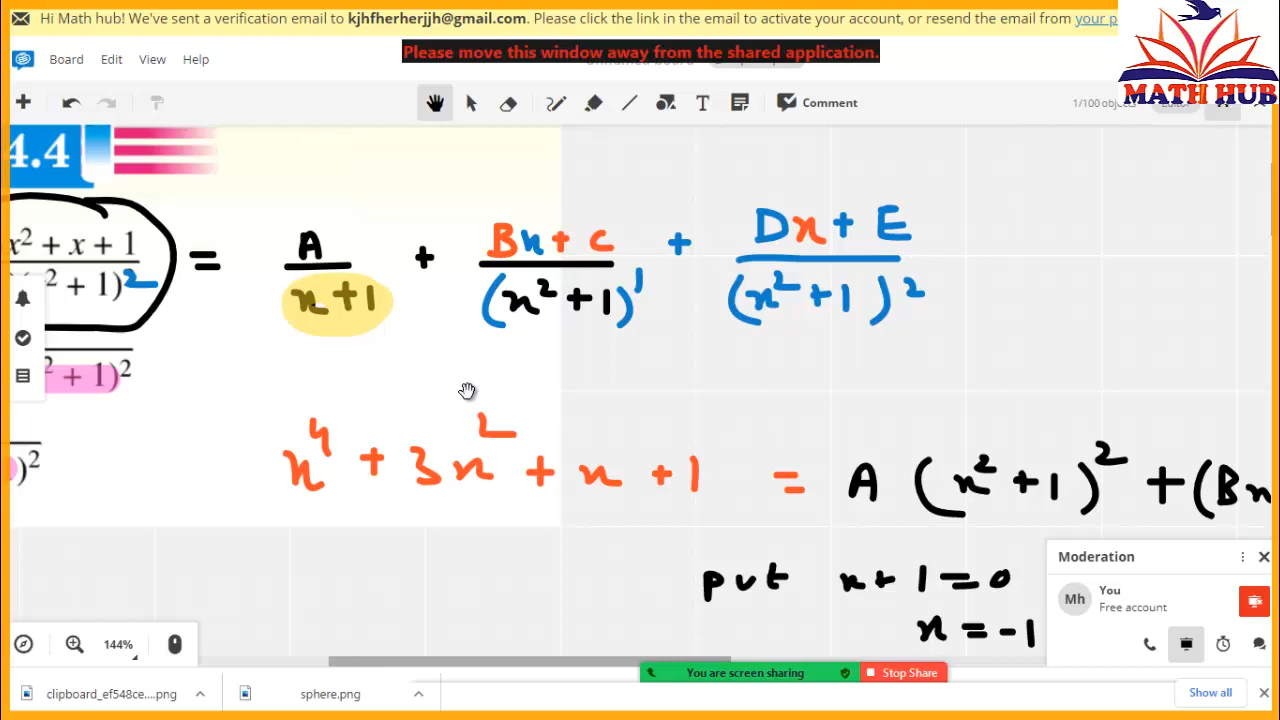 Hi Math hub! We've sent a verification email to kjhfherherjjh@gmail.com. Please click the link in the email to activate your account, or resend the email from your p
Please move this window away from the shared application.
MATH HUB
Board Edit View Help
Comment
1/100 objec
4.4
x² + x + 1 = A + Bx + C + Dx + E
² + 1)² x + 1 (x² + 1)¹ (x² + 1)²
² + 1)²
)²
x⁴ + 3x² + x + 1 = A (x² + 1)² + (Bx
put x + 1 = 0
x = -1
Moderation
Mh You
Free account
144%
You are screen sharing Stop Share
clipboard_ef548ce....png sphere.png Show all